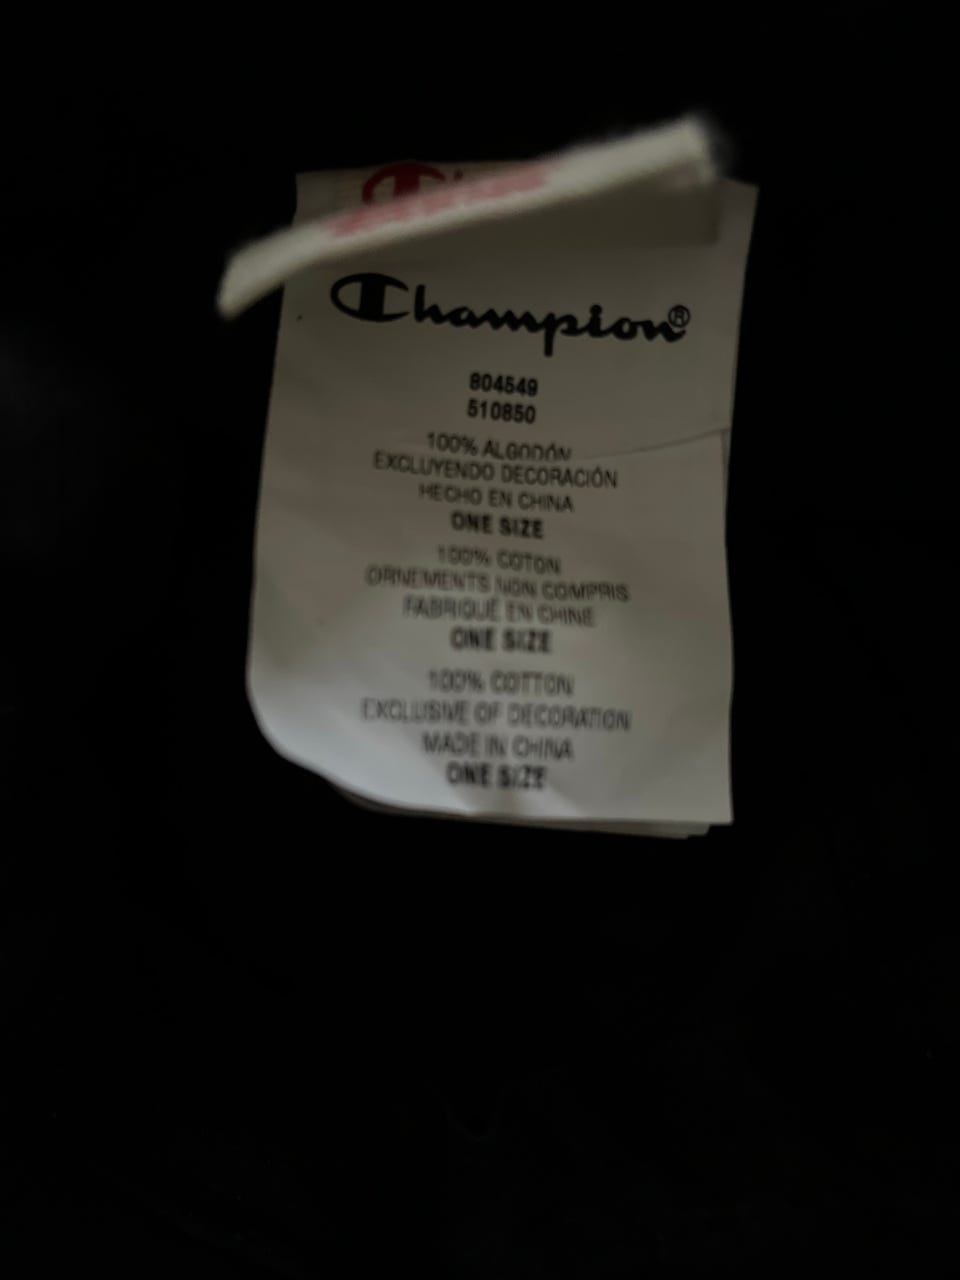 Champion®
804549
510850
100% ALGODÓN
EXCLUYENDO DECORACIÓN
HECHO EN CHINA
ONE SIZE
100% COTON
ORNEMENTS NON COMPRIS
FABRIQUÉ EN CHINE
ONE SIZE
100% COTTON
EXCLUSIVE OF DECORATION
MADE IN CHINA
ONE SIZE